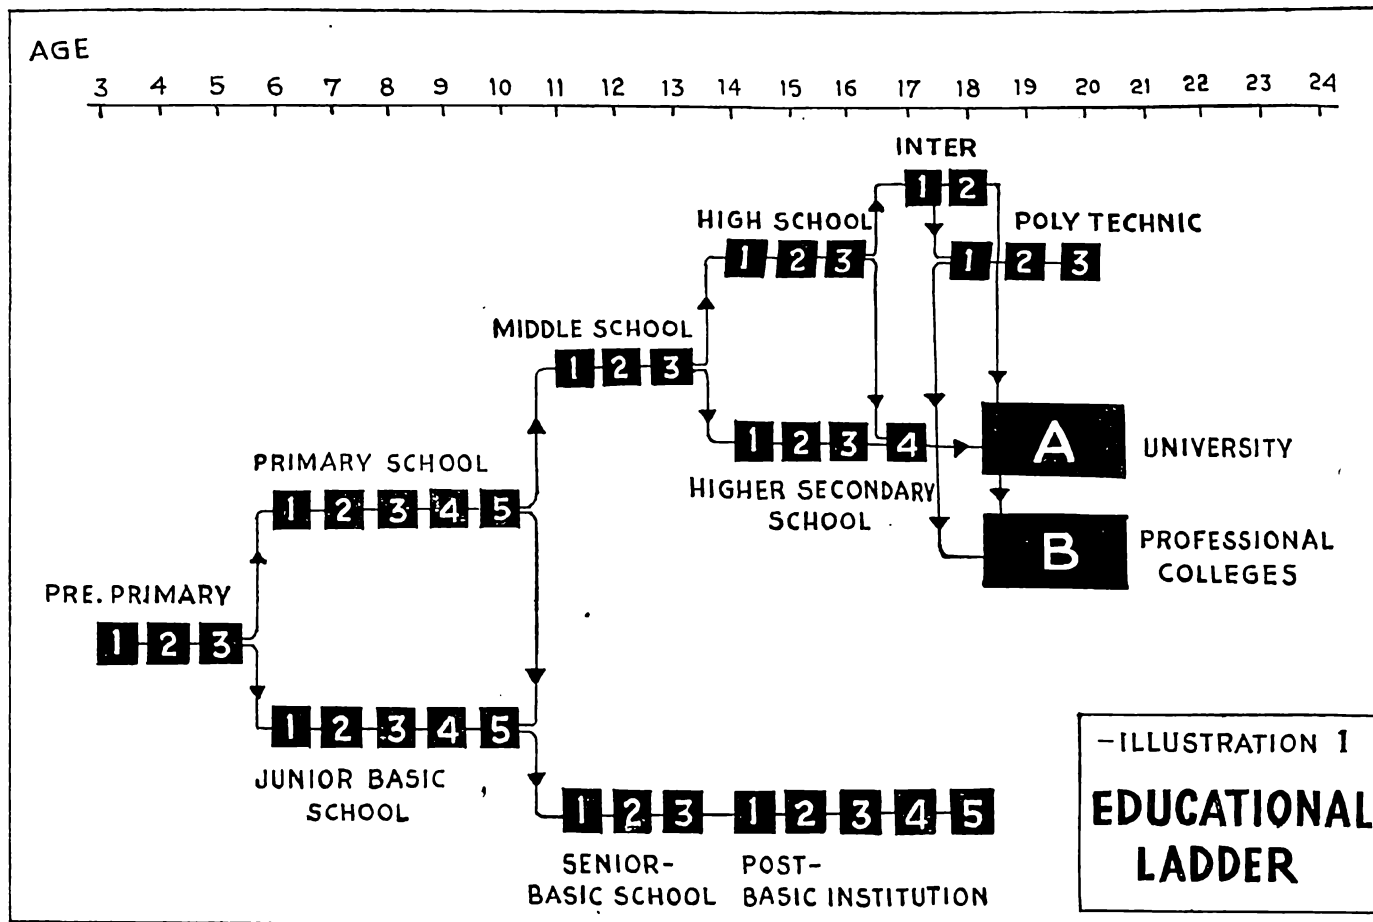 AGE
3 4 5 6 7 8 9 10 11 12 13 14 15 16 17 18 19 20 21 22 23 24
INTER
1 2
HIGH SCHOOL
1 2 3
POLY TECHNIC
1 2 3
MIDDLE SCHOOL
1 2 3
1 2 3 4
HIGHER SECONDARY
SCHOOL
A
UNIVERSITY
B
PROFESSIONAL
COLLEGES
PRIMARY SCHOOL
1 2 3 4 5
PRE. PRIMARY
1 2 3
1 2 3 4 5
JUNIOR BASIC
SCHOOL
1 2 3
SENIOR-
BASIC SCHOOL
1 2 3 4 5
POST-
BASIC INSTITUTION
-ILLUSTRATION 1
EDUCATIONAL
LADDER